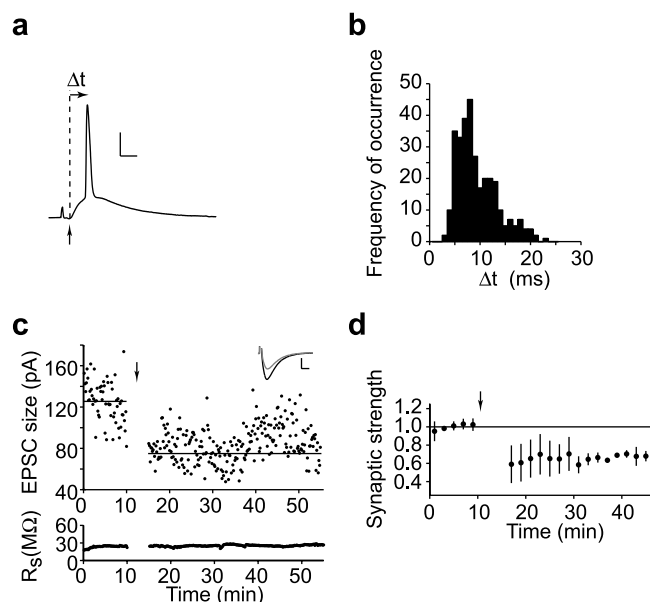 a
Δt
b
Frequency of occurrence
50
40
30
20
10
0
0 10 20 30
Δt (ms)
c
EPSC size (pA)
160
120
80
40
0 10 20 30 40 50
Rs(MΩ)
60
30
0
0 10 20 30 40 50
Time (min)
d
Synaptic strength
1.2
1.0
0.8
0.6
0.4
0 10 20 30 40
Time (min)